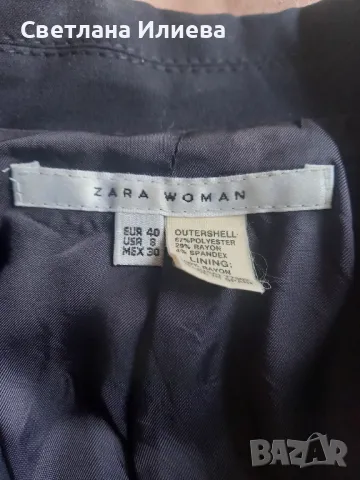 Светлана Илиева
ZARA WOMAN
EUR 40
USA 8
MEX 30
OUTERSHELL
67%POLYESTER
29% RAYON
4% SPANDEX
LINING:
RAYON
BAZAR